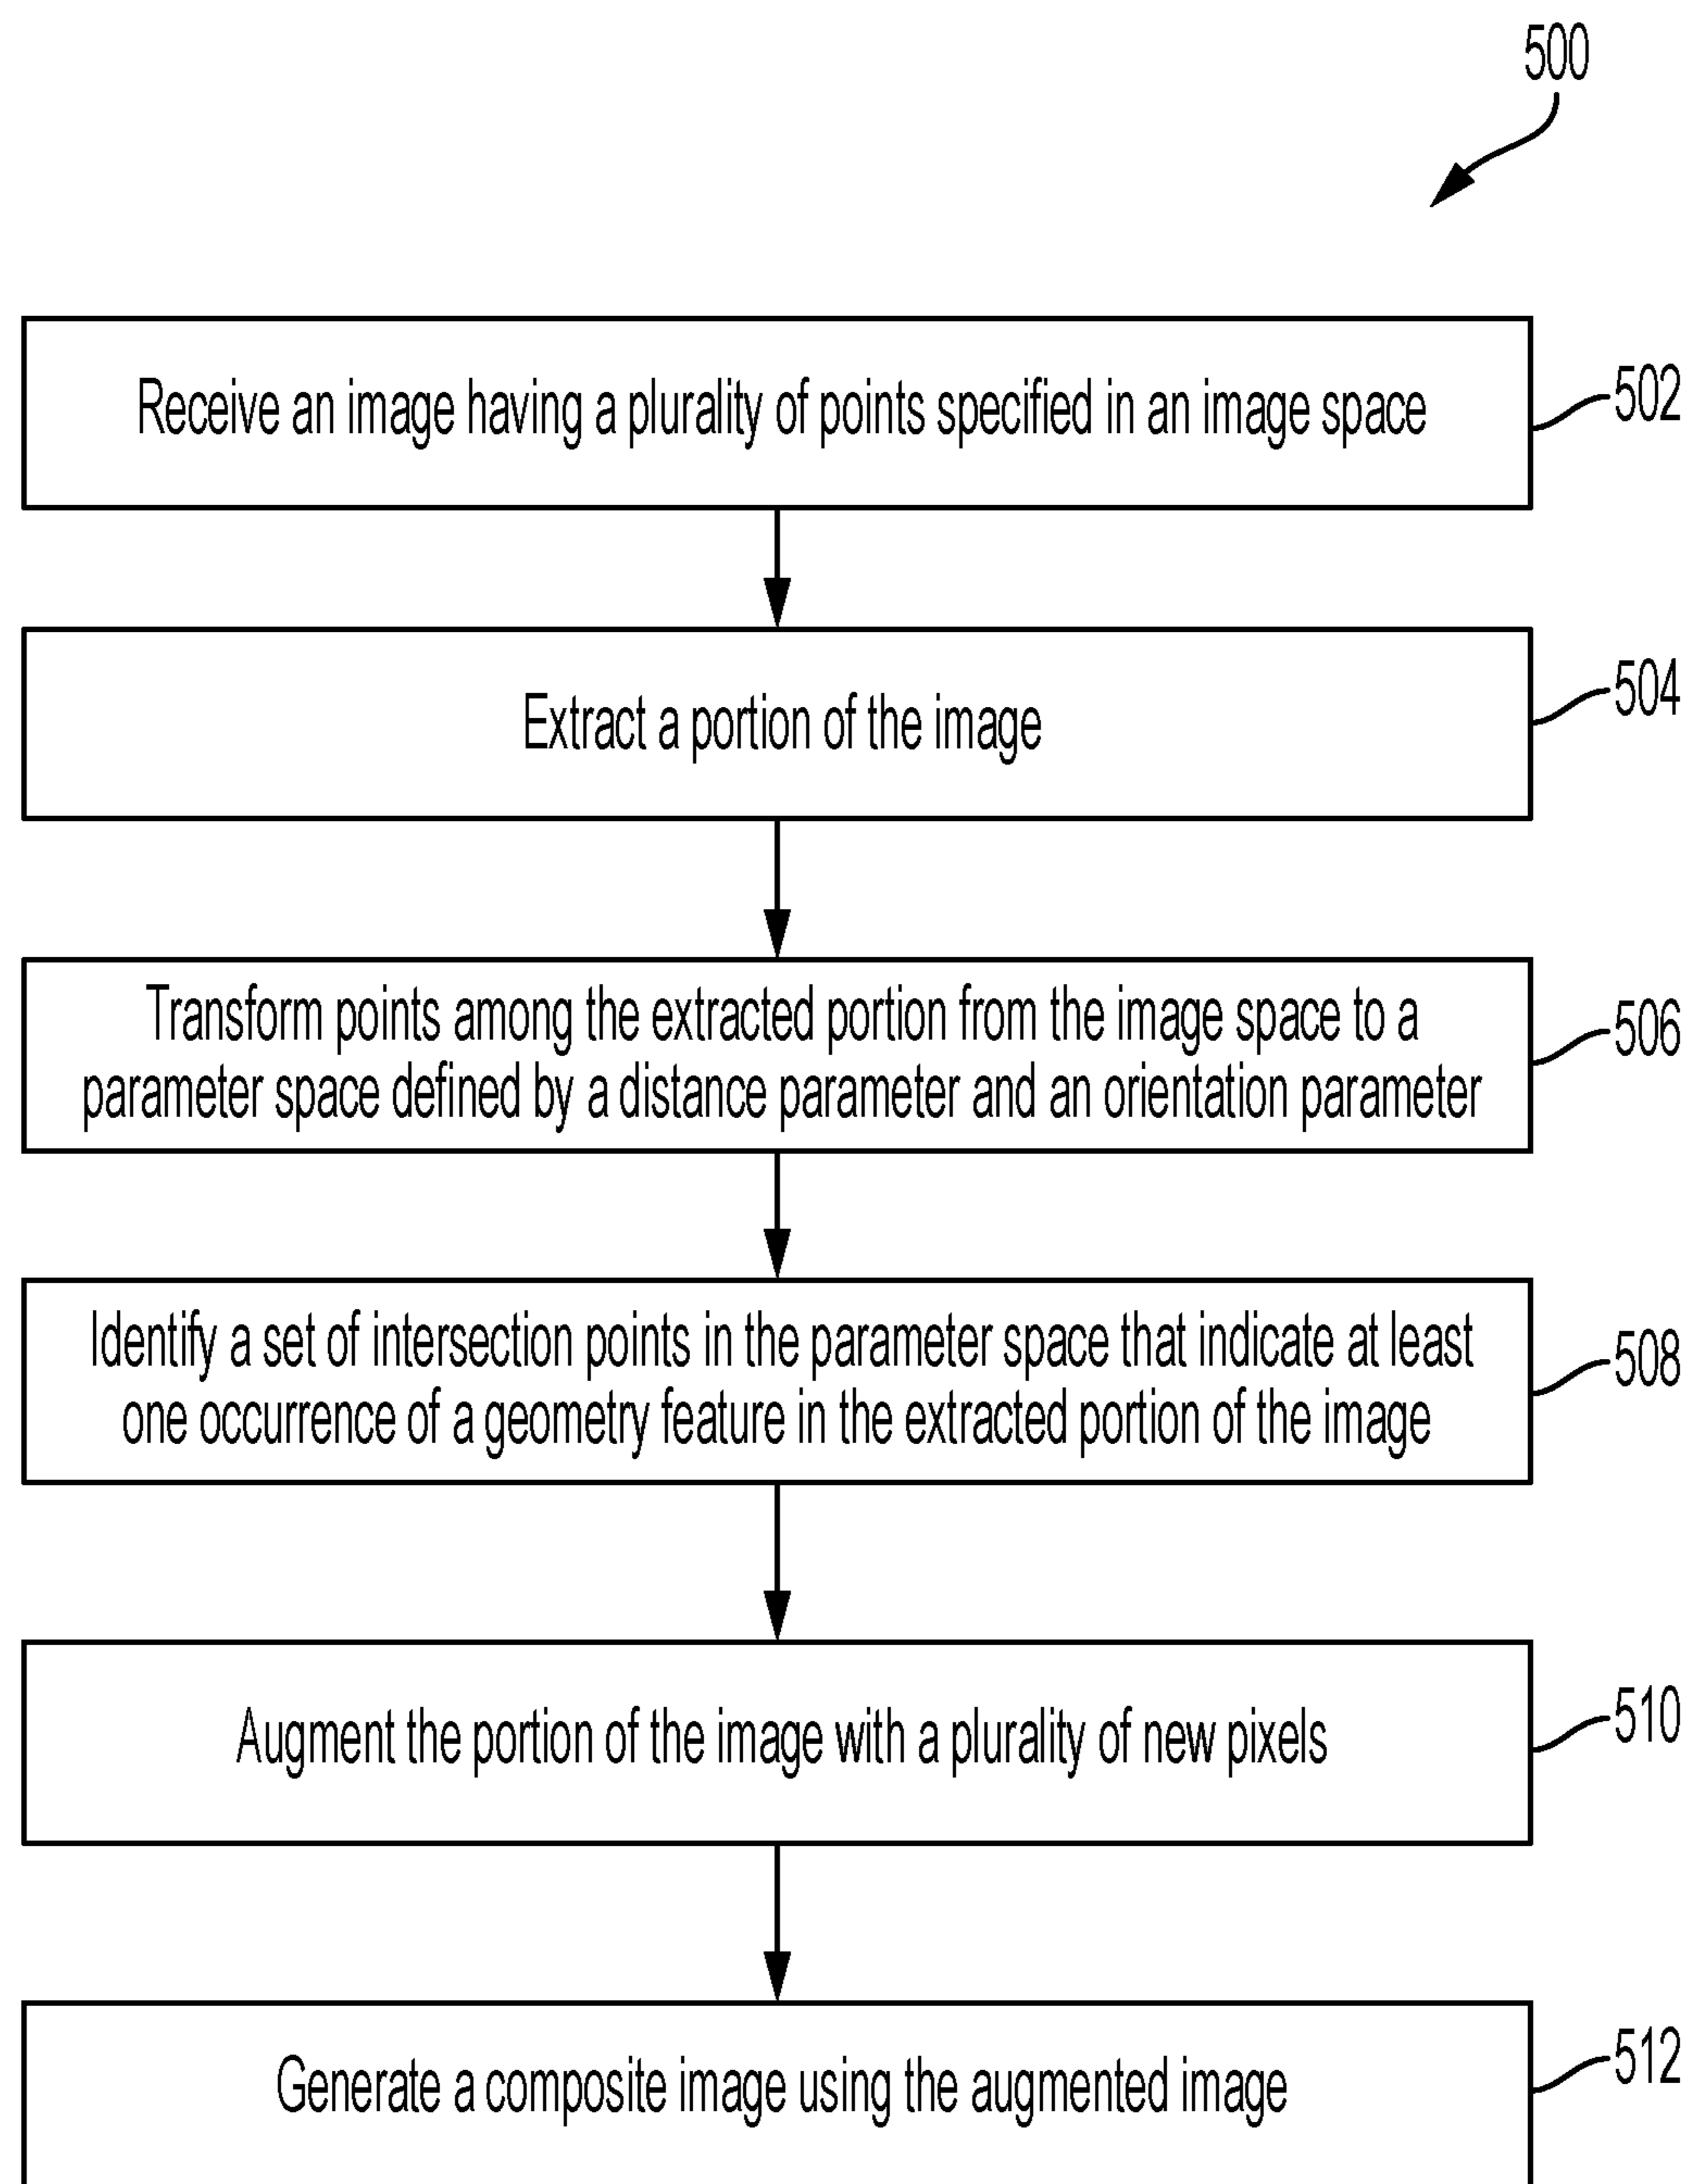 500
Receive an image having a plurality of points specified in an image space
502
Extract a portion of the image
504
Transform points among the extracted portion from the image space to a
parameter space defined by a distance parameter and an orientation parameter
506
Identify a set of intersection points in the parameter space that indicate at least
one occurrence of a geometry feature in the extracted portion of the image
508
Augment the portion of the image with a plurality of new pixels
510
Generate a composite image using the augmented image
512